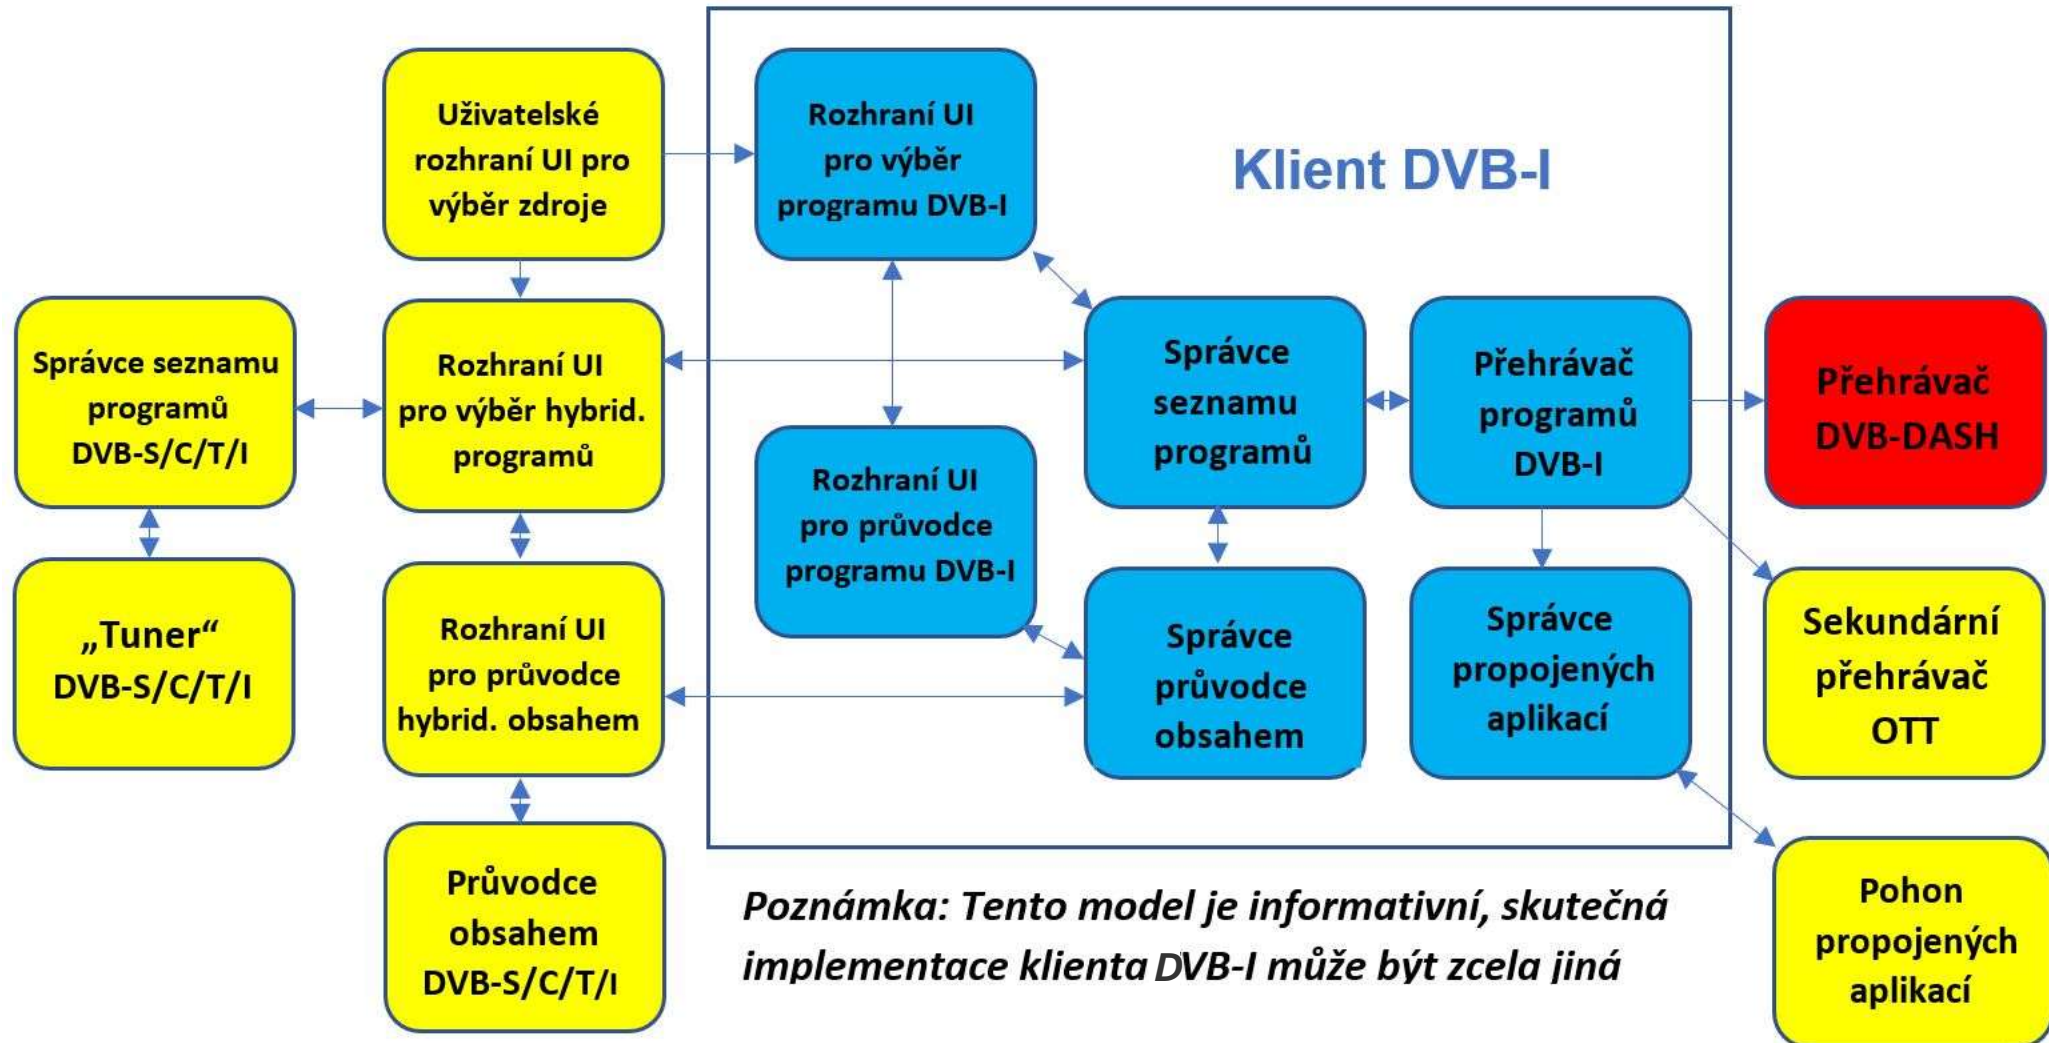 Uživatelské
rozhraní UI pro
výběr zdroje
Rozhraní UI
pro výběr
programu DVB-I
Klient DVB-I
Správce seznamu
programů
DVB-S/C/T/I
Rozhraní UI
pro výběr hybrid.
programů
Správce
seznamu
programů
Přehrávač
programů
DVB-I
Přehrávač
DVB-DASH
Rozhraní UI
pro průvodce
programu DVB-I
„Tuner“
DVB-S/C/T/I
Rozhraní UI
pro průvodce
hybrid. obsahem
Správce
průvodce
obsahem
Správce
propojených
aplikací
Sekundární
přehrávač
OTT
Průvodce
obsahem
DVB-S/C/T/I
Poznámka: Tento model je informativní, skutečná
implementace klienta DVB-I může být zcela jiná
Pohon
propojených
aplikací